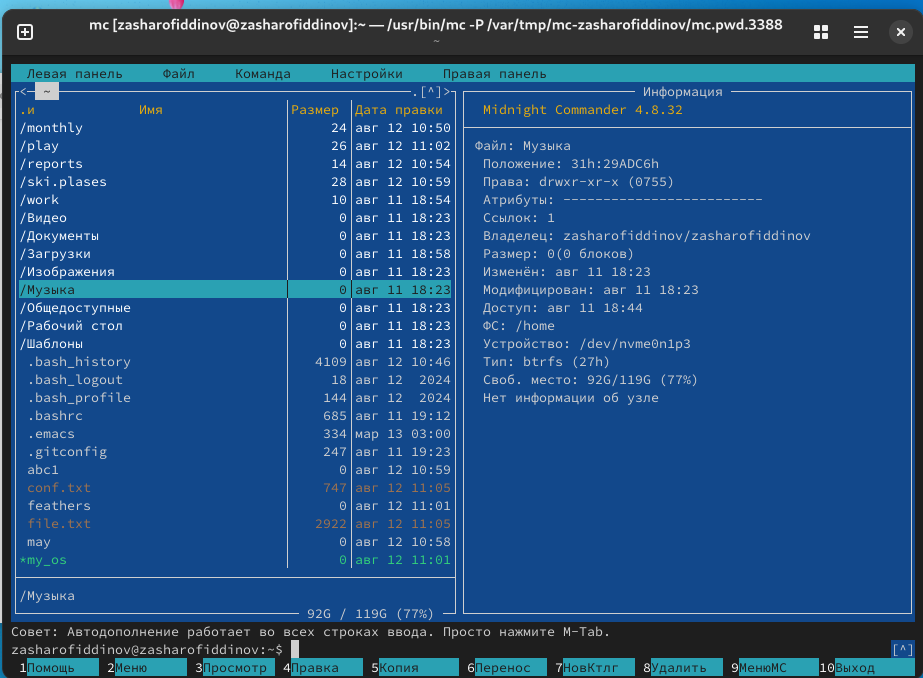 mc [zasharofiddinov@zasharofiddinov]:~ — /usr/bin/mc -P /var/tmp/mc-zasharofiddinov/mc.pwd.3388
~
Левая панель Файл Команда Настройки Правая панель
<─ ~ .[^]>
.и Имя Размер Дата правки
/monthly 24 авг 12 10:50
/play 26 авг 12 11:02
/reports 14 авг 12 10:54
/ski.plases 28 авг 12 10:59
/work 10 авг 11 18:54
/Видео 0 авг 11 18:23
/Документы 0 авг 11 18:23
/Загрузки 0 авг 11 18:58
/Изображения 0 авг 11 18:23
/Музыка 0 авг 11 18:23
/Общедоступные 0 авг 11 18:23
/Рабочий стол 0 авг 11 18:23
/Шаблоны 0 авг 11 18:23
.bash_history 4109 авг 12 10:46
.bash_logout 18 авг 12 2024
.bash_profile 144 авг 12 2024
.bashrc 685 авг 11 19:12
.emacs 334 мар 13 03:00
.gitconfig 247 авг 11 19:23
abc1 0 авг 12 10:59
conf.txt 747 авг 12 11:05
feathers 0 авг 12 11:01
file.txt 2922 авг 12 11:05
may 0 авг 12 10:58
*my_os 0 авг 12 11:01
/Музыка
92G / 119G (77%)
Информация
Midnight Commander 4.8.32
Файл: Музыка
Положение: 31h:29ADC6h
Права: drwxr-xr-x (0755)
Атрибуты: -------------------------
Ссылок: 1
Владелец: zasharofiddinov/zasharofiddinov
Размер: 0(0 блоков)
Изменён: авг 11 18:23
Модифицирован: авг 11 18:23
Доступ: авг 11 18:44
ФС: /home
Устройство: /dev/nvme0n1p3
Тип: btrfs (27h)
Своб. место: 92G/119G (77%)
Нет информации об узле
Совет: Автодополнение работает во всех строках ввода. Просто нажмите M-Tab.
zasharofiddinov@zasharofiddinov:~$ [^]
1Помощь 2Меню 3Просмотр 4Правка 5Копия 6Перенос 7НовКтлг 8Удалить 9МенюMC 10Выход